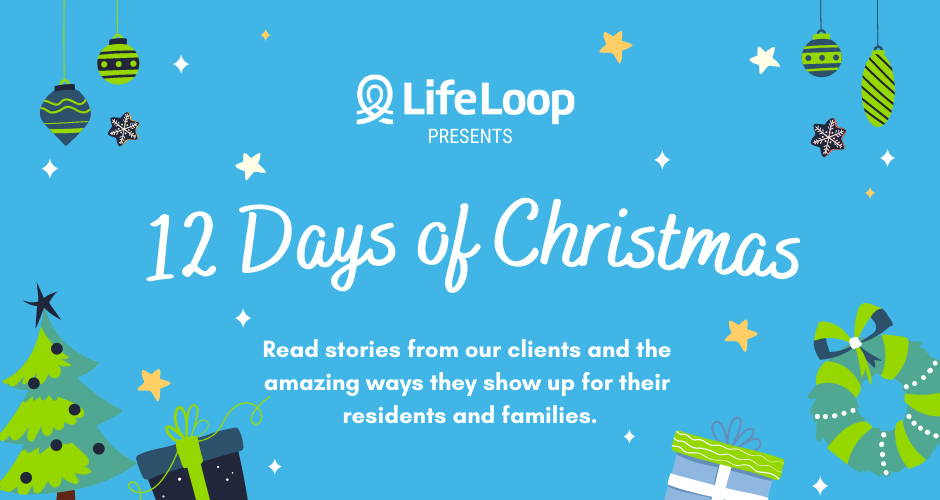 LifeLoop
PRESENTS
12 Days of Christmas
Read stories from our clients and the
amazing ways they show up for their
residents and families.